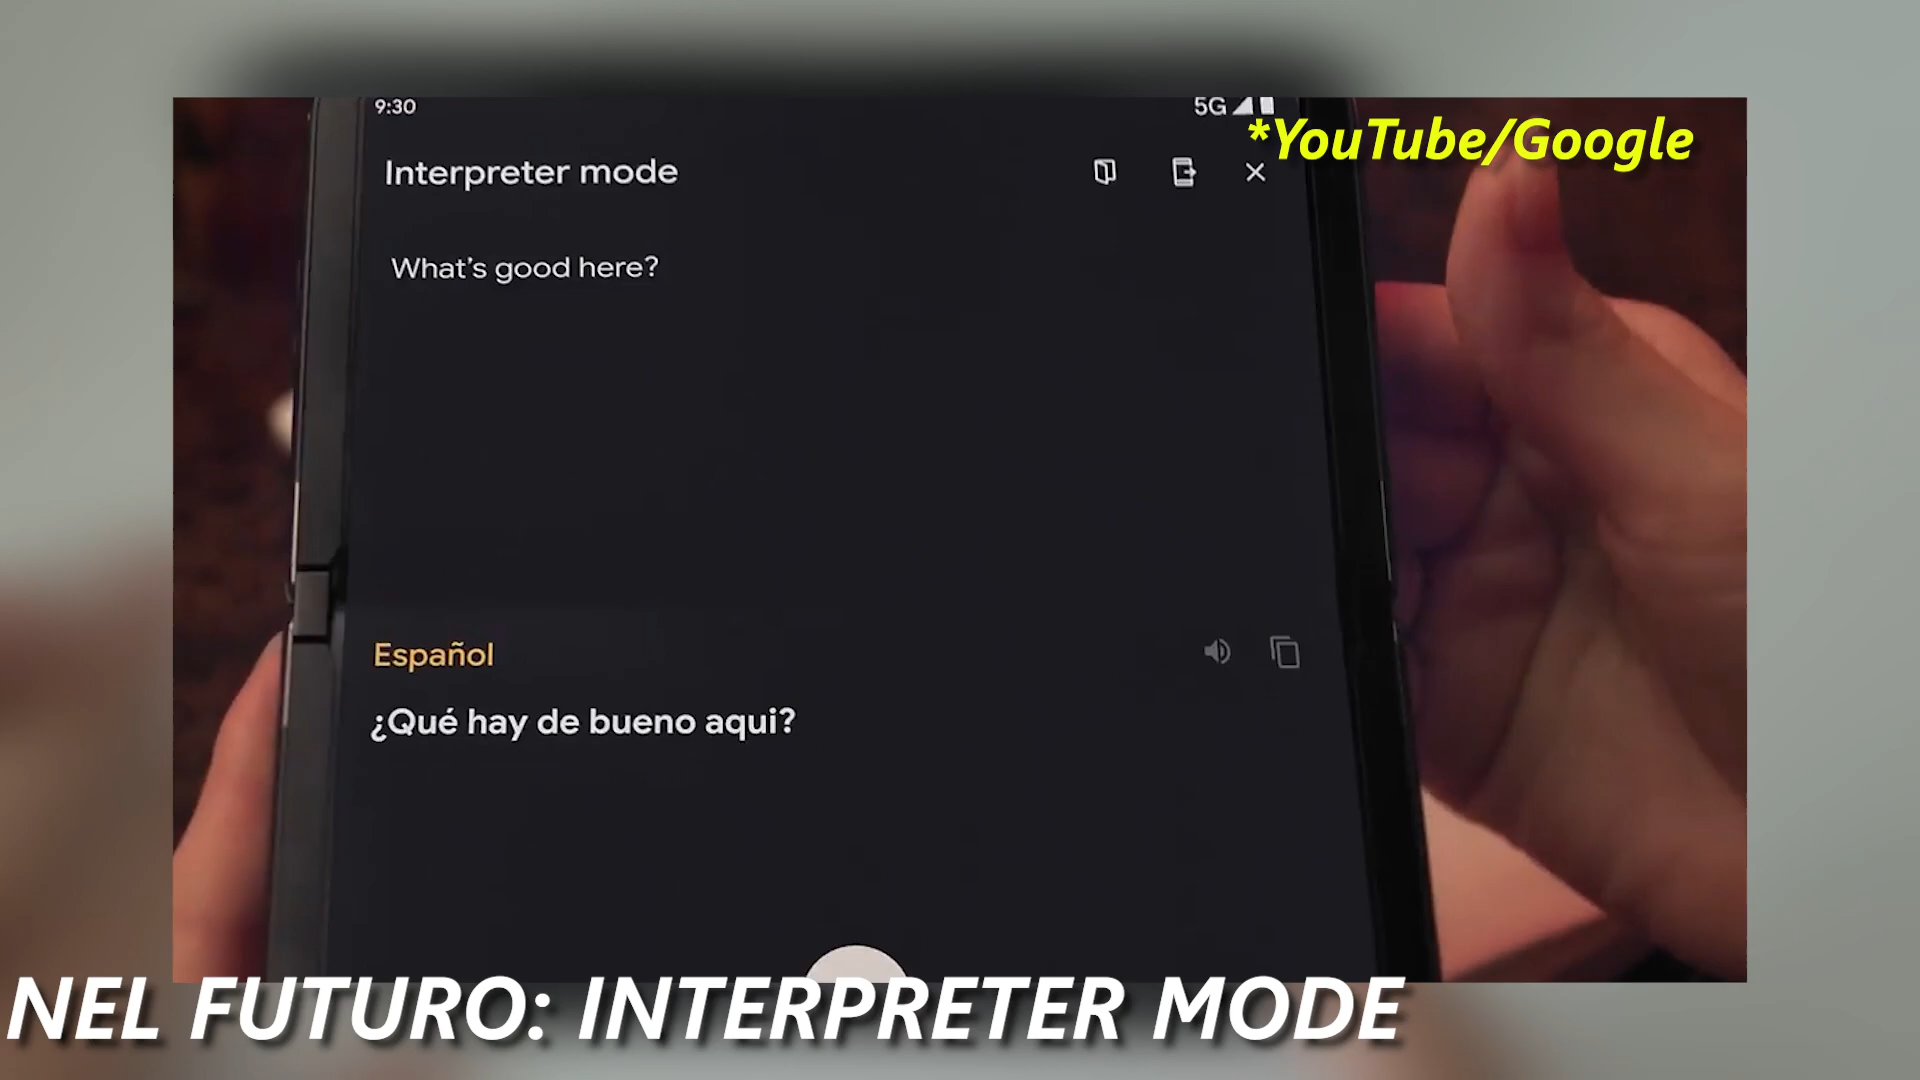 9:30 5G
*YouTube/Google
Interpreter mode
What's good here?
Español
¿Qué hay de bueno aqui?
NEL FUTURO: INTERPRETER MODE